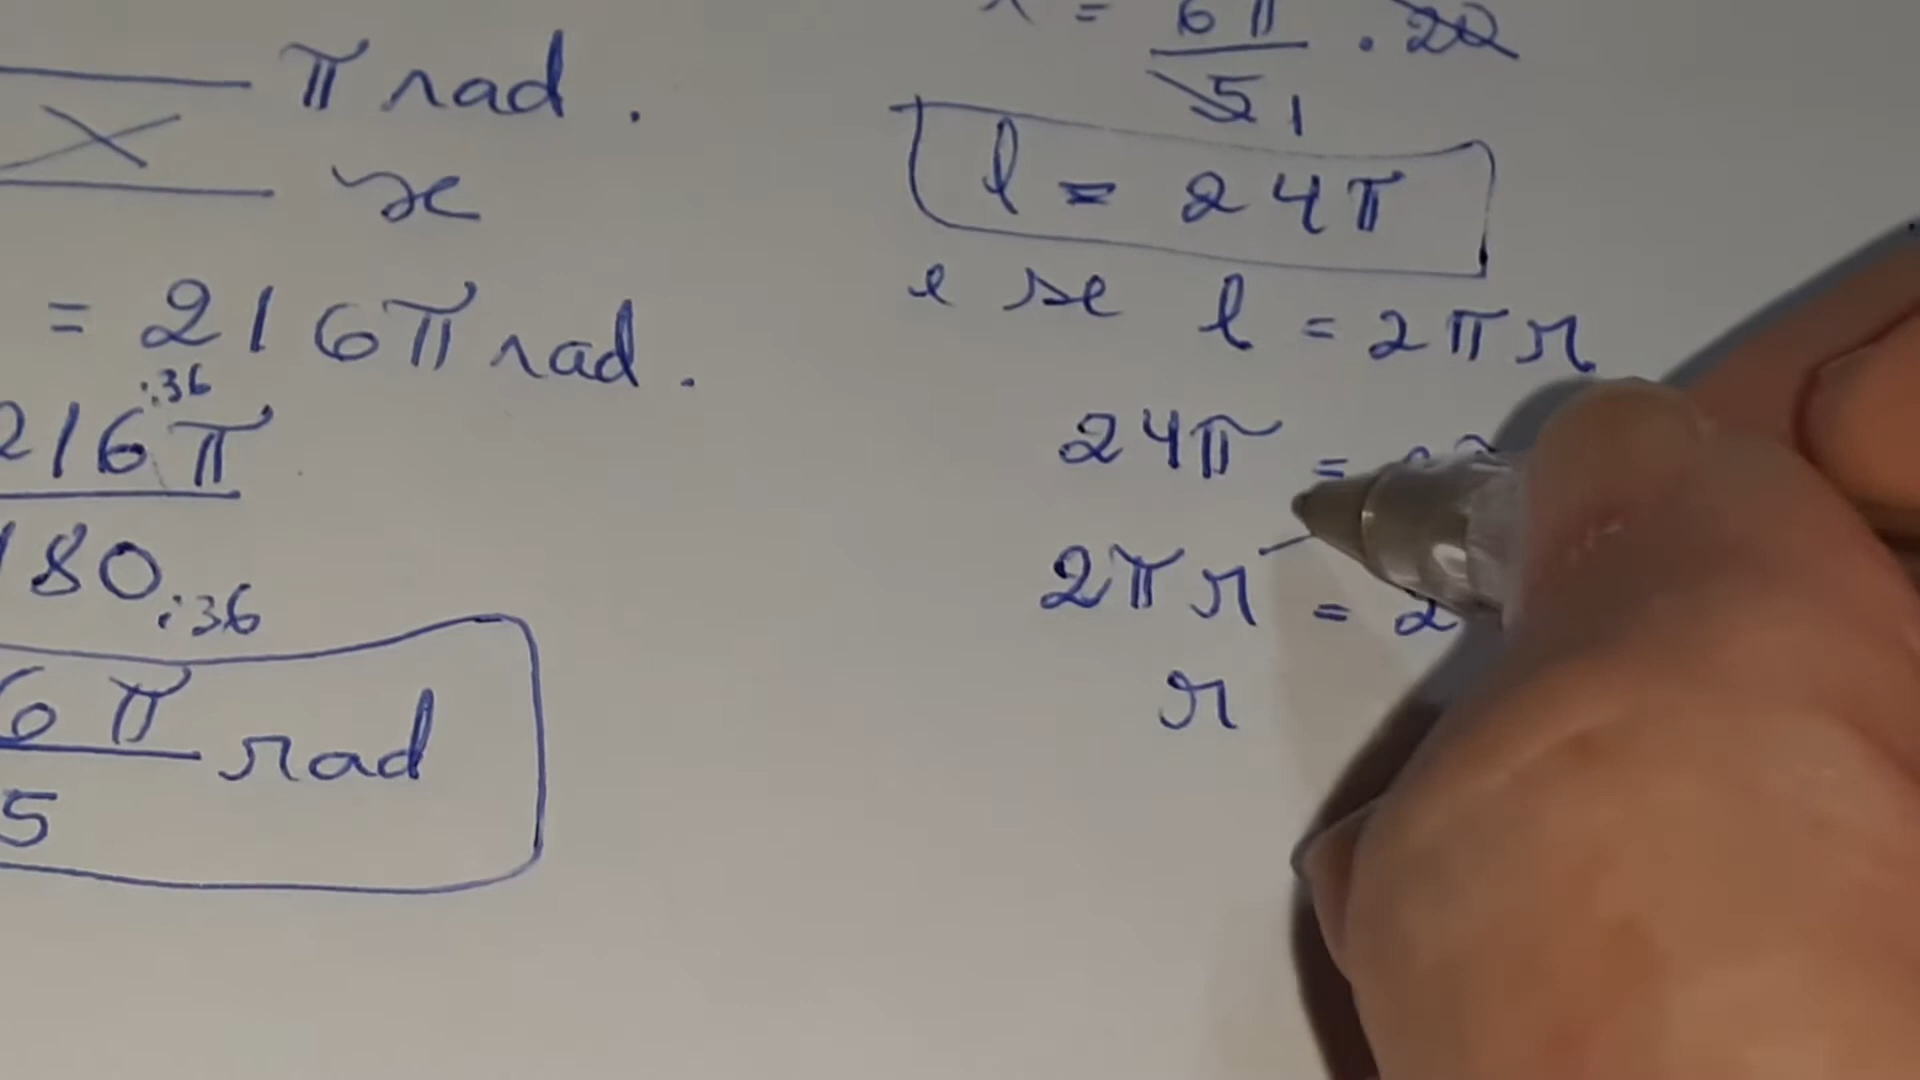 π rad.
x
= 216π rad.
:36
216π
180:36
6π rad
5
= 6π . 20
5 1
l = 24π
e se l = 2πr
24π =
2πr = 2
r